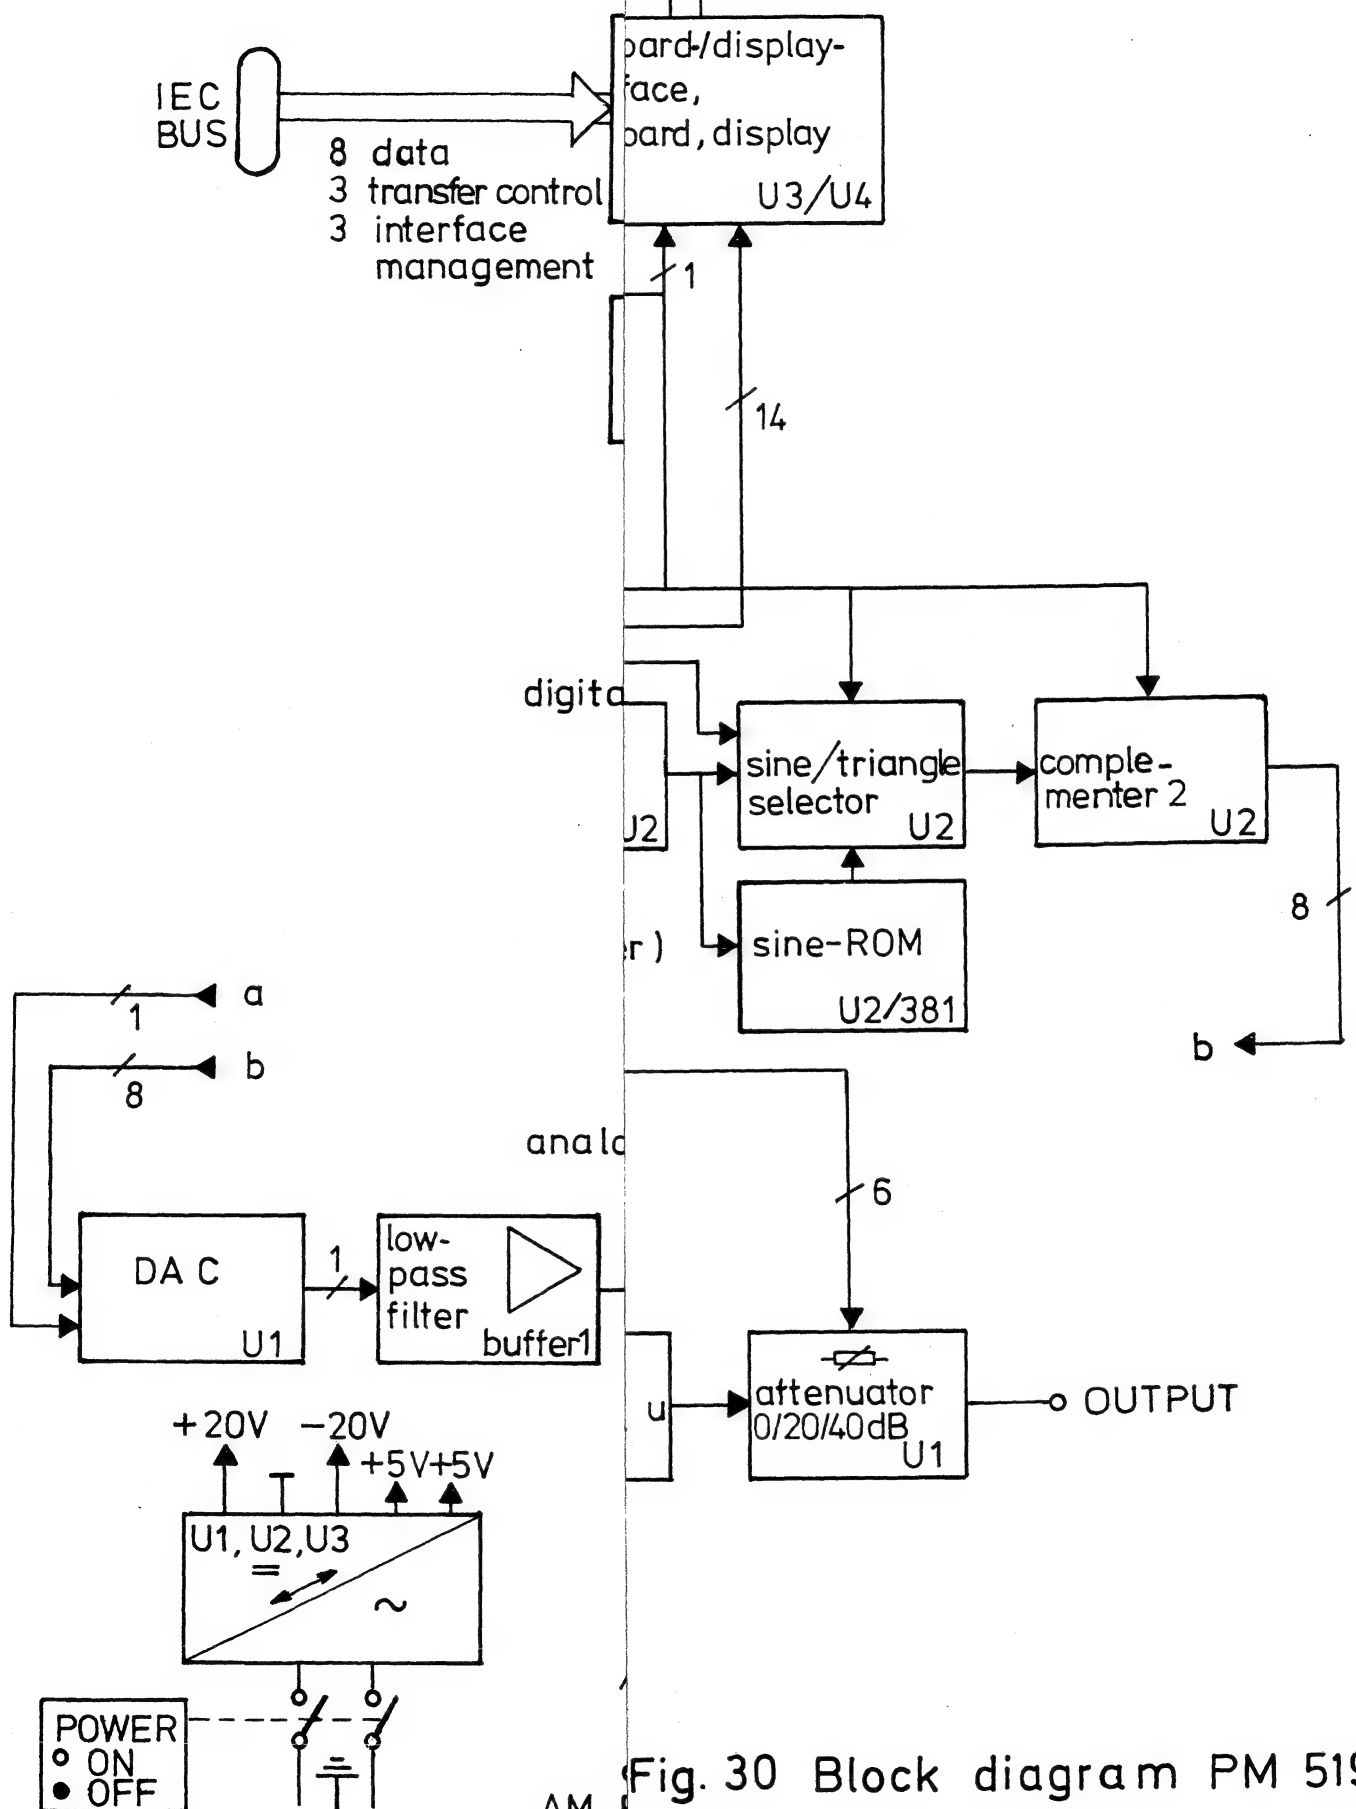 IEC
BUS
8 data
3 transfer control
3 interface
management
oard-/display-
face,
oard, display
U3/U4
1
14
digita
U2
sine/triangle
selector
U2
comple-
menter 2
U2
er)
sine-ROM
U2/381
8
b
a
1
b
8
analo
6
DAC
U1
1
low-
pass
filter
buffer1
u
attenuator
0/20/40dB
U1
OUTPUT
+20V
-20V
+5V
+5V
U1, U2, U3
=
~
POWER
ON
OFF
AM
Fig. 30 Block diagram PM 519